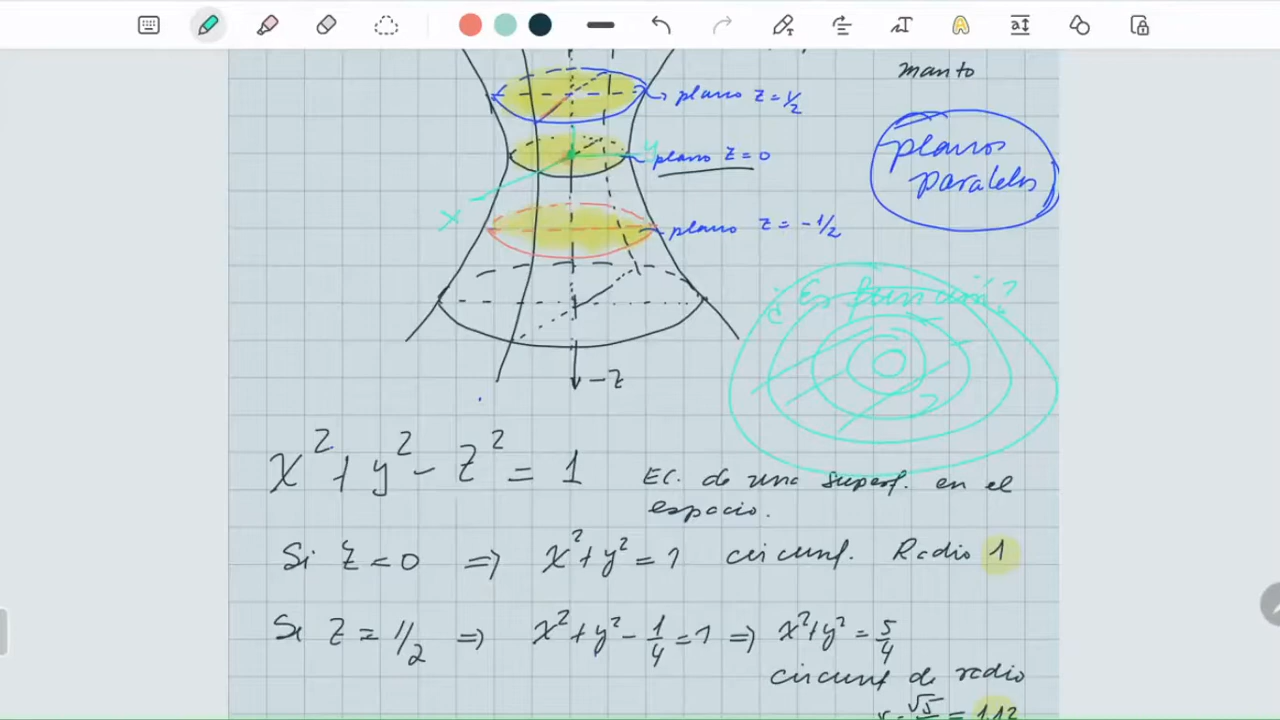 manto
plano z = 1/2
planos
paralelos
y
plano z = 0
x
plano z = -1/2
¿Es función?
-z
x² + y² - z² = 1 EC. de una superf. en el
espacio.
Si z = 0 ⇒ x² + y² = 1 circunf. Radio 1
Si z = 1/2 ⇒ x² + y² - 1/4 = 1 ⇒ x² + y² = 5/4
circunf de radio
= 1,12